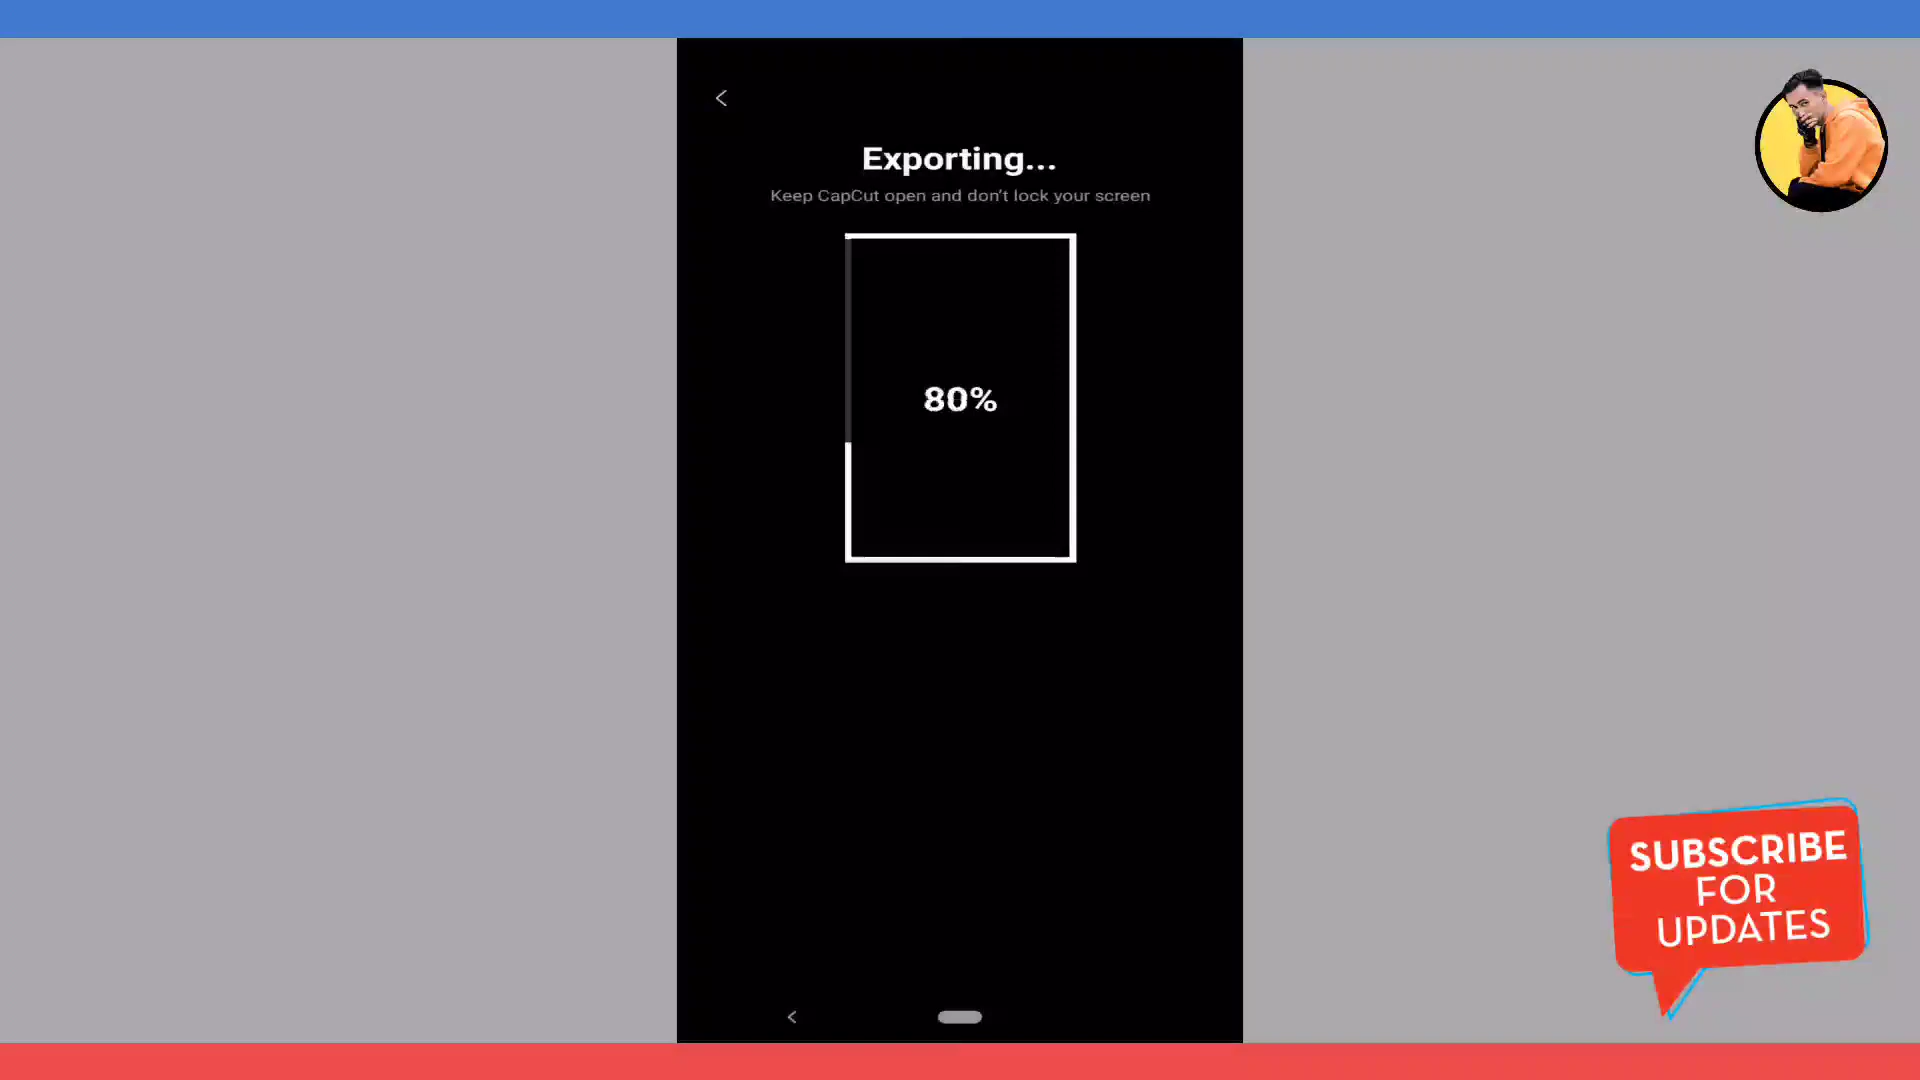 Exporting...
Keep CapCut open and don't lock your screen
80%
SUBSCRIBE
FOR
UPDATES